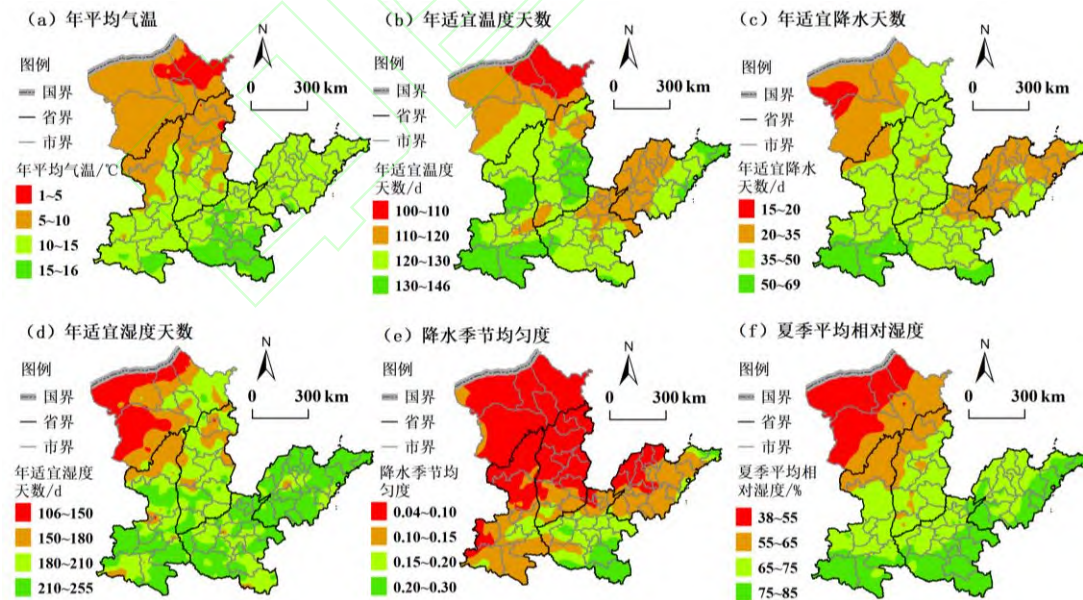 (a) 年平均气温
N
图例
0 300 km
国界
省界
市界
年平均气温/℃
1~5
5~10
10~15
15~16
(b) 年适宜温度天数
N
图例
0 300 km
国界
省界
市界
年适宜温度
天数/d
100~110
110~120
120~130
130~146
(c) 年适宜降水天数
N
图例
0 300 km
国界
省界
市界
年适宜降水
天数/d
15~20
20~35
35~50
50~69
(d) 年适宜湿度天数
N
图例
0 300 km
国界
省界
市界
年适宜湿度
天数/d
106~150
150~180
180~210
210~255
(e) 降水季节均匀度
N
图例
0 300 km
国界
省界
市界
降水季节均
匀度
0.04~0.10
0.10~0.15
0.15~0.20
0.20~0.30
(f) 夏季平均相对湿度
N
图例
0 300 km
国界
省界
市界
夏季平均相
对湿度/%
38~55
55~65
65~75
75~85